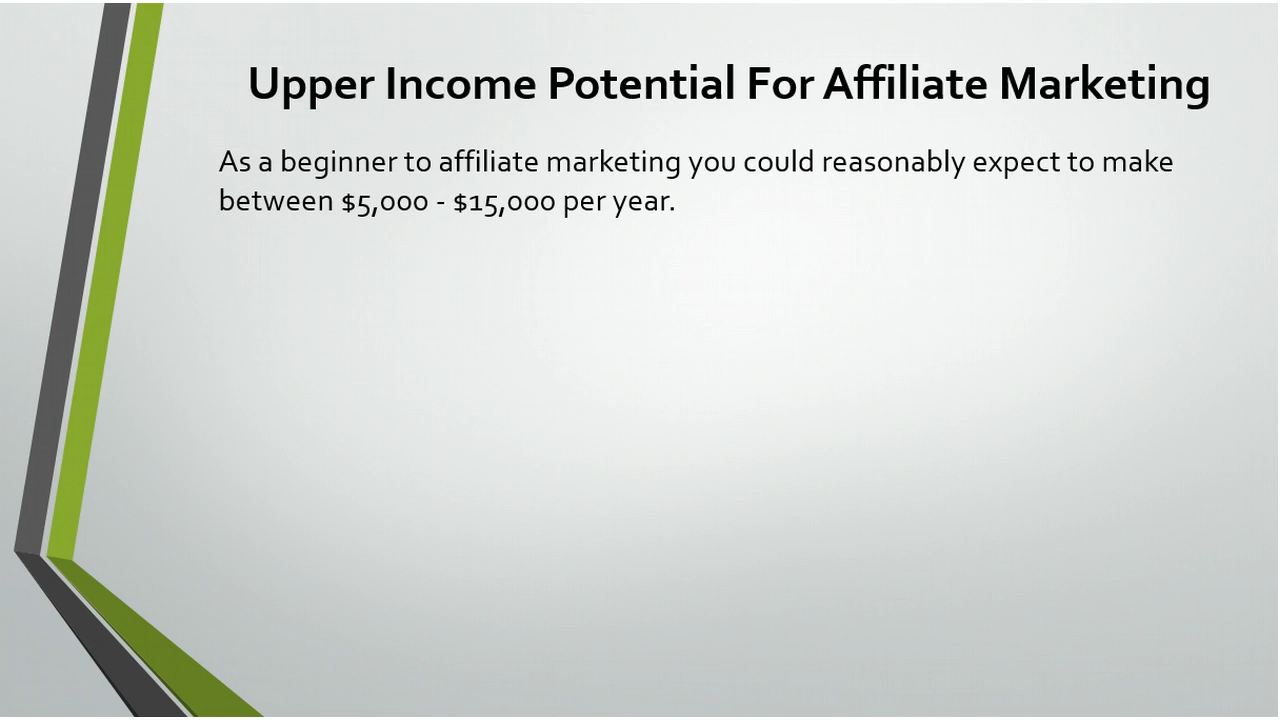 Upper Income Potential For Affiliate Marketing
As a beginner to affiliate marketing you could reasonably expect to make
between $5,000 - $15,000 per year.